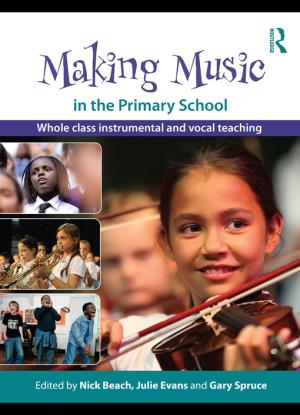 Making Music
in the Primary School
Whole class instrumental and vocal teaching
R
ROUTLEDGE
Edited by Nick Beach, Julie Evans and Gary Spruce